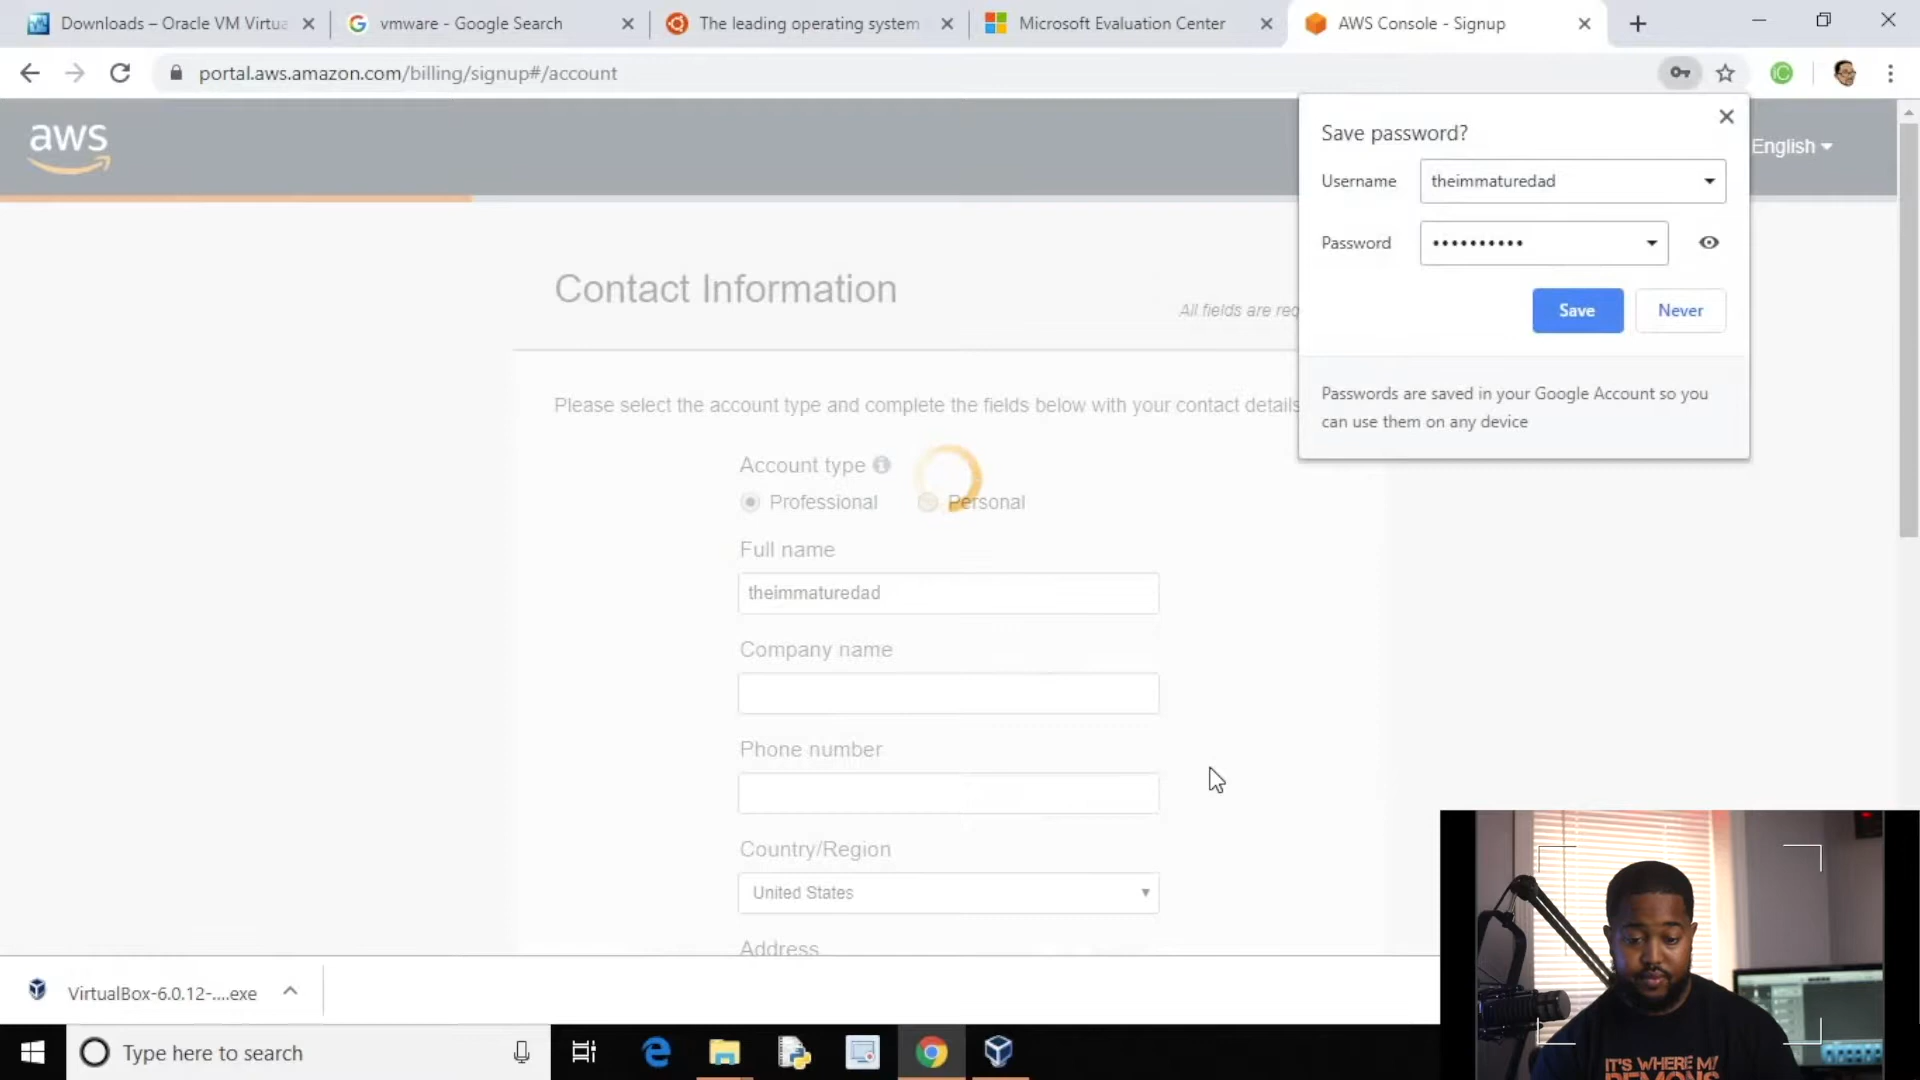 Downloads – Oracle VM Virtua
vmware - Google Search
The leading operating system
Microsoft Evaluation Center
AWS Console - Signup
portal.aws.amazon.com/billing/signup#/account
aws
English
Save password?
Username
theimmaturedad
Password
••••••••••
Save
Never
Passwords are saved in your Google Account so you
can use them on any device
Contact Information
All fields are req
Please select the account type and complete the fields below with your contact details
Account type
Professional
Personal
Full name
theimmaturedad
Company name
Phone number
Country/Region
United States
Address
VirtualBox-6.0.12-....exe
Type here to search
IT'S WHERE MY
DEMONS